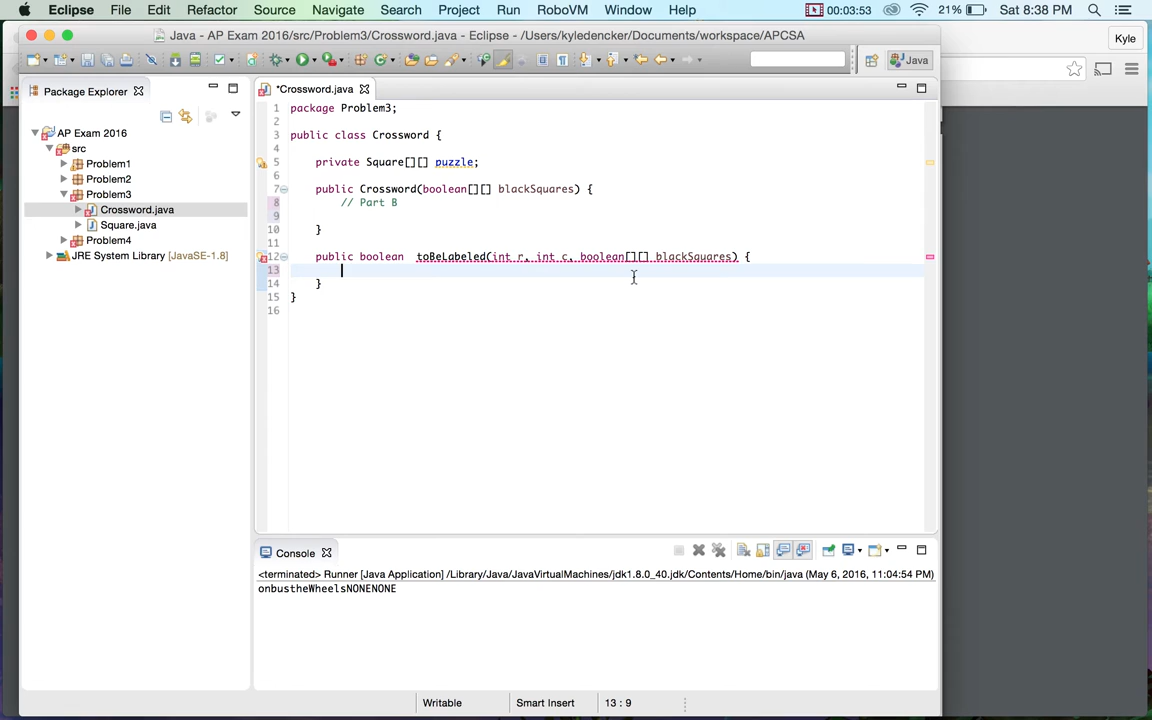 Eclipse File Edit Refactor Source Navigate Search Project Run RoboVM Window Help 00:03:53 21% Sat 8:38 PM
Java - AP Exam 2016/src/Problem3/Crossword.java - Eclipse - /Users/kyledencker/Documents/workspace/APCSA
Kyle
Java
Package Explorer
*Crossword.java
AP Exam 2016
src
Problem1
Problem2
Problem3
Crossword.java
Square.java
Problem4
JRE System Library [JavaSE-1.8]
1 package Problem3;
2
3 public class Crossword {
4
5 private Square[][] puzzle;
6
7 public Crossword(boolean[][] blackSquares) {
8 // Part B
9
10 }
11
12 public boolean toBeLabeled(int r, int c, boolean[][] blackSquares) {
13
14 }
15 }
16
Console
<terminated> Runner [Java Application] /Library/Java/JavaVirtualMachines/jdk1.8.0_40.jdk/Contents/Home/bin/java (May 6, 2016, 11:04:54 PM)
onbustheWheelsNONENONE
Writable Smart Insert 13 : 9